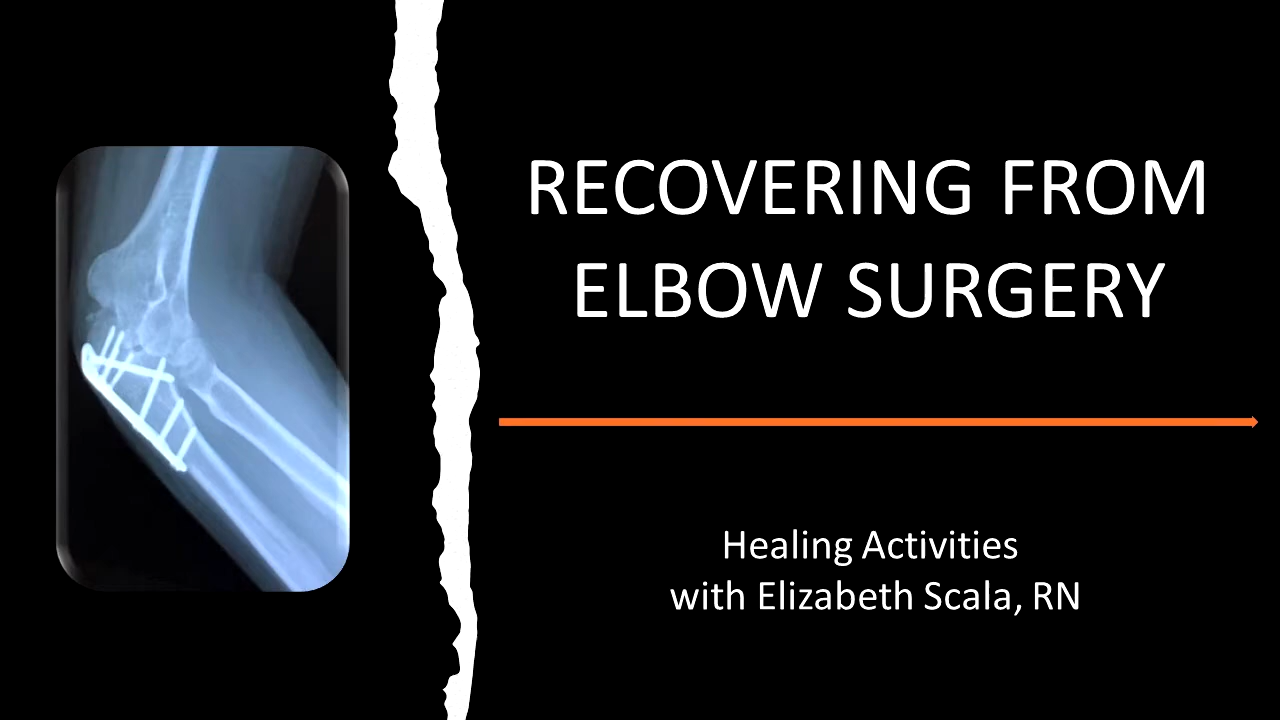 RECOVERING FROM
ELBOW SURGERY
Healing Activities
with Elizabeth Scala, RN